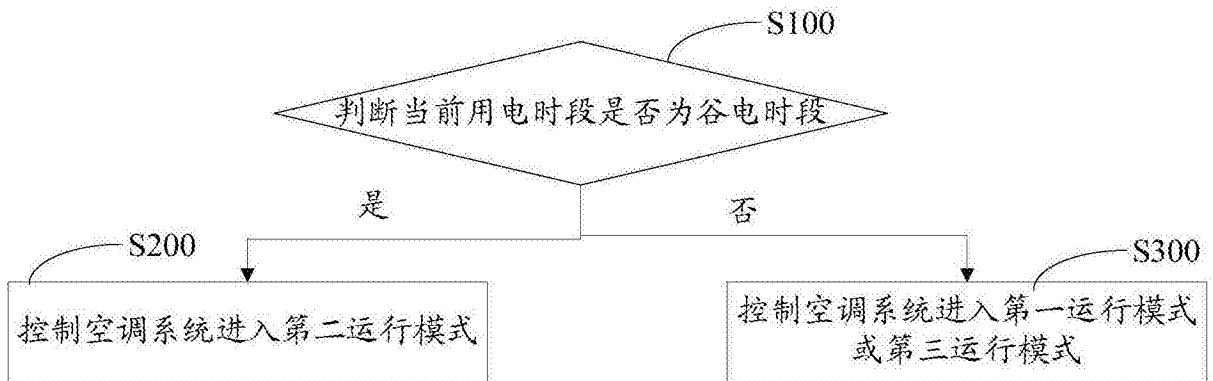 S100
判断当前用电时段是否为谷电时段
是
否
S200
控制空调系统进入第二运行模式
S300
控制空调系统进入第一运行模式
或第三运行模式